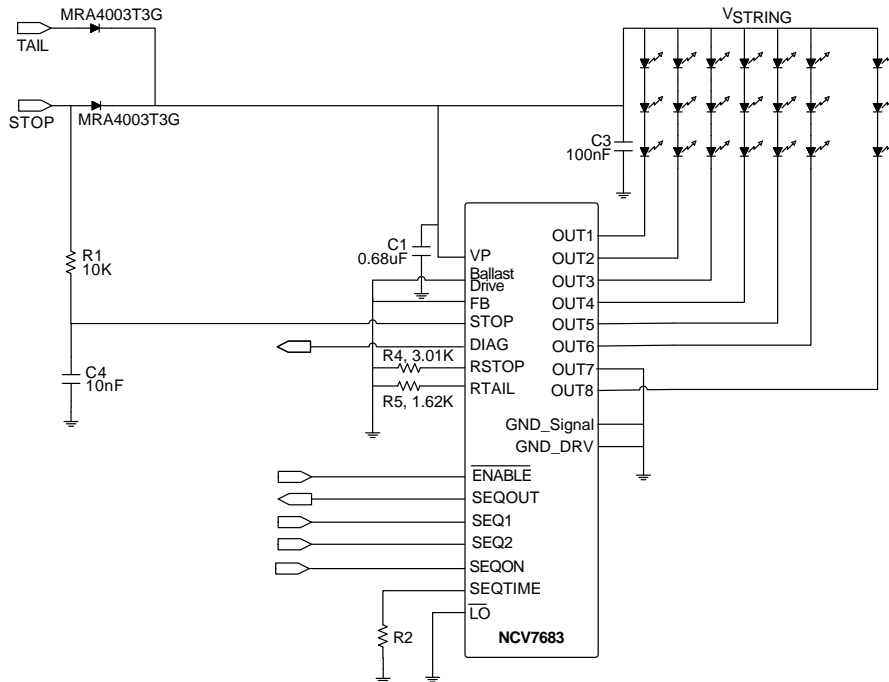 MRA4003T3G
TAIL
VSTRING
MRA4003T3G
STOP
C3
100nF
R1
10K
C1
0.68uF
C4
10nF
VP
Ballast
Drive
FB
STOP
DIAG
R4, 3.01K
RSTOP
R5, 1.62K
RTAIL
ENABLE
SEQOUT
SEQ1
SEQ2
SEQON
SEQTIME
LO
R2
OUT1
OUT2
OUT3
OUT4
OUT5
OUT6
OUT7
OUT8
GND_Signal
GND_DRV
NCV7683